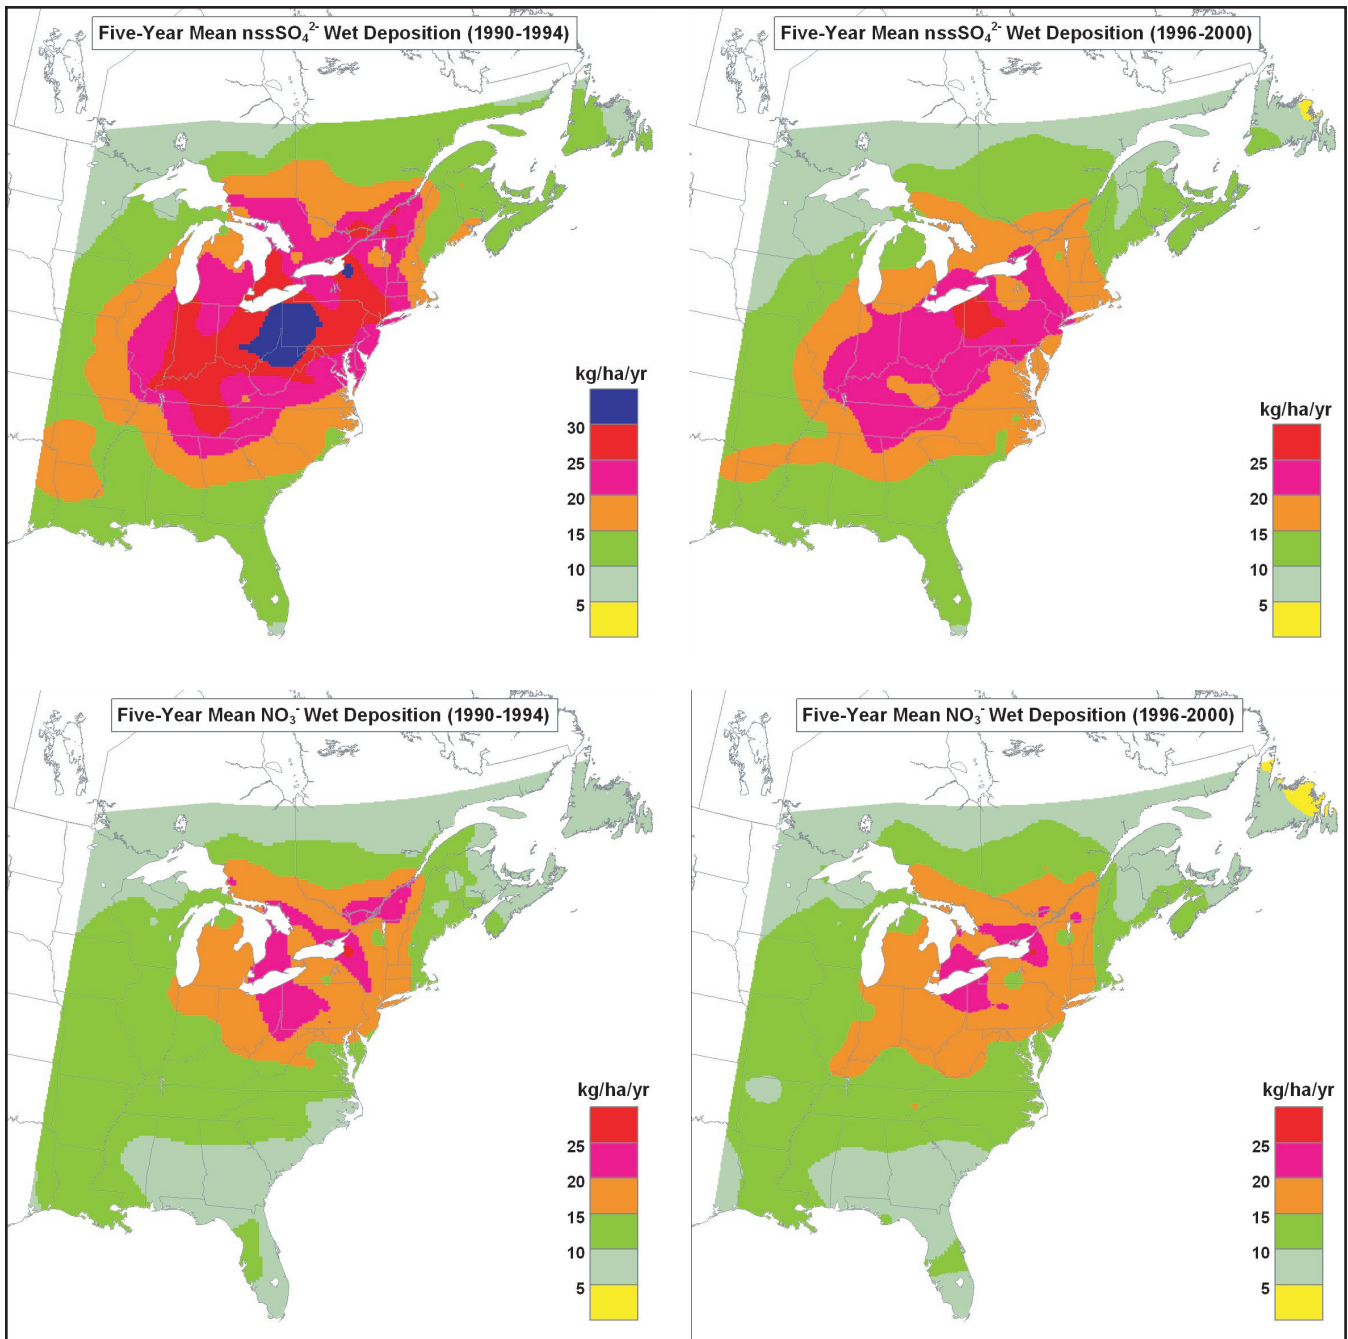 Five-Year Mean nssSO₄²⁻ Wet Deposition (1990-1994)
kg/ha/yr
30
25
20
15
10
5
Five-Year Mean nssSO₄²⁻ Wet Deposition (1996-2000)
kg/ha/yr
25
20
15
10
5
Five-Year Mean NO₃⁻ Wet Deposition (1990-1994)
kg/ha/yr
25
20
15
10
5
Five-Year Mean NO₃⁻ Wet Deposition (1996-2000)
kg/ha/yr
25
20
15
10
5